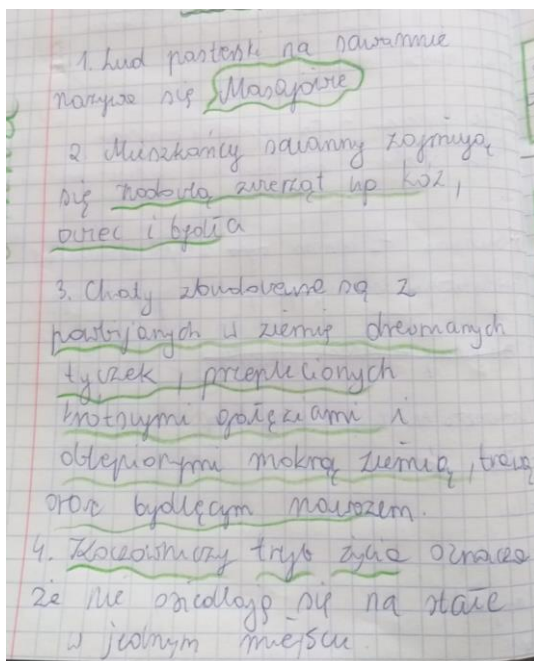 1. Lud pasterski na sawannie
nazywa się Masajowie
2 Mieszkańcy sawanny zajmują
się hodowlą zwierząt np kóz,
owiec i bydła
3. Chaty zbudowane są z
powbijanych w ziemię drewnianych
tyczek, przeplecionych
krótszymi gałęziami i
oblepionymi mokrą ziemią, trawą
oraz bydlęcym nawozem.
4. Koczowniczy tryb życia oznacza
że nie osiedlają się na stałe
w jednym miejscu.